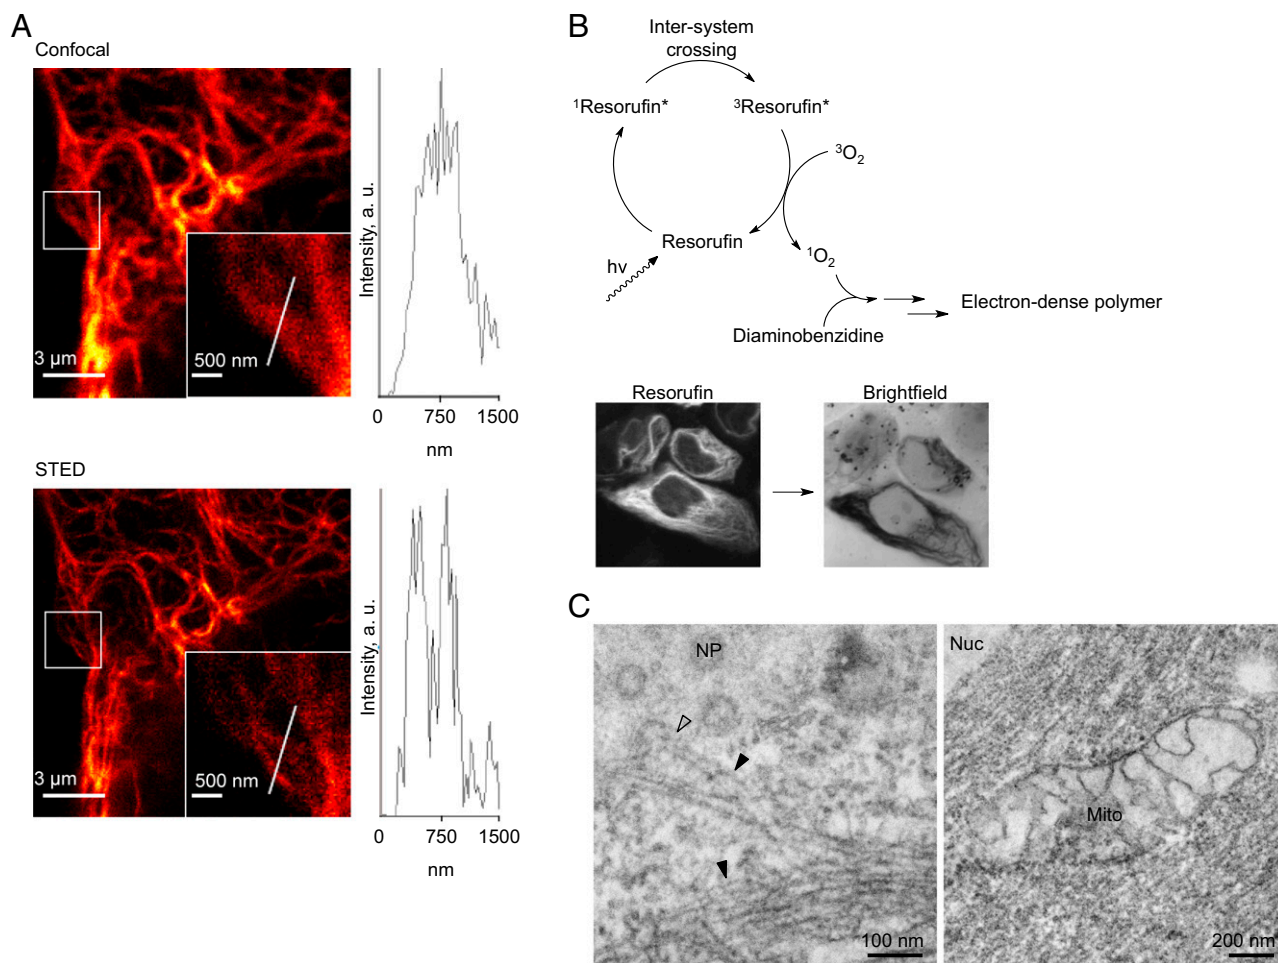 A
Confocal
3 µm
500 nm
Intensity, a. u.
0 750 1500
nm
STED
3 µm
500 nm
Intensity, a. u.
0 750 1500
nm
B
Inter-system
crossing
¹Resorufin*
³Resorufin*
³O₂
Resorufin
hν
¹O₂
Electron-dense polymer
Diaminobenzidine
Resorufin
Brightfield
C
NP
100 nm
Nuc
Mito
200 nm